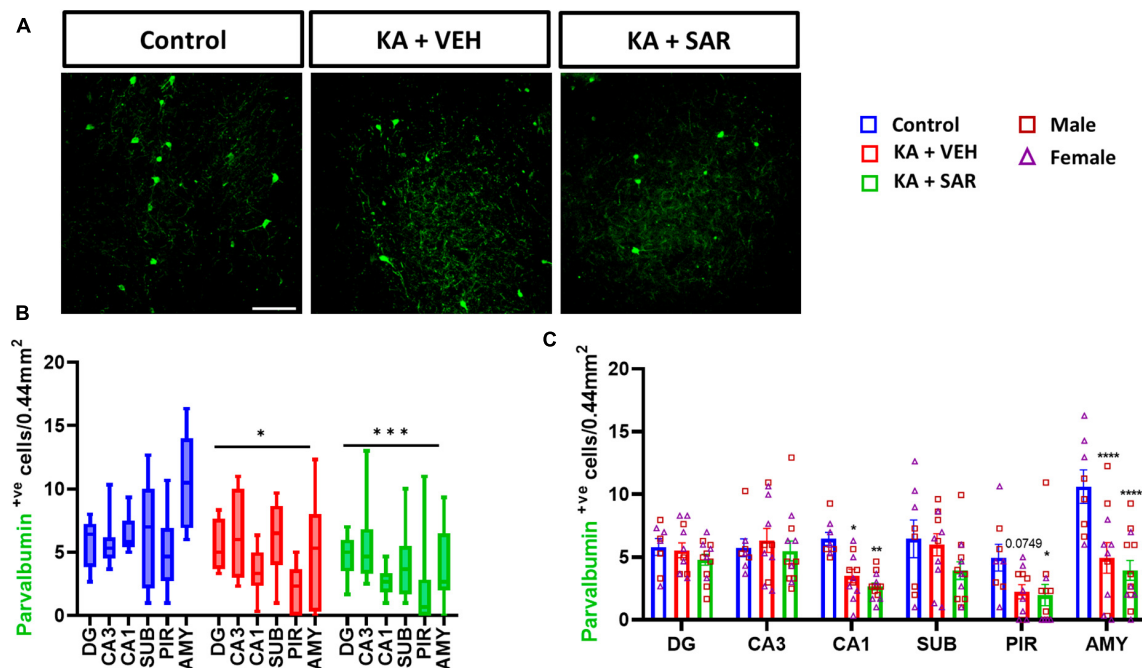 A
Control
KA + VEH
KA + SAR
Control
KA + VEH
KA + SAR
Male
Female
B
Parvalbumin +ve cells/0.44mm2
20
15
10
5
0
*
***
DG
CA3
CA1
SUB
PIR
AMY
DG
CA3
CA1
SUB
PIR
AMY
DG
CA3
CA1
SUB
PIR
AMY
C
Parvalbumin +ve cells/0.44mm2
20
15
10
5
0
*
**
0.0749
*
****
****
DG
CA3
CA1
SUB
PIR
AMY